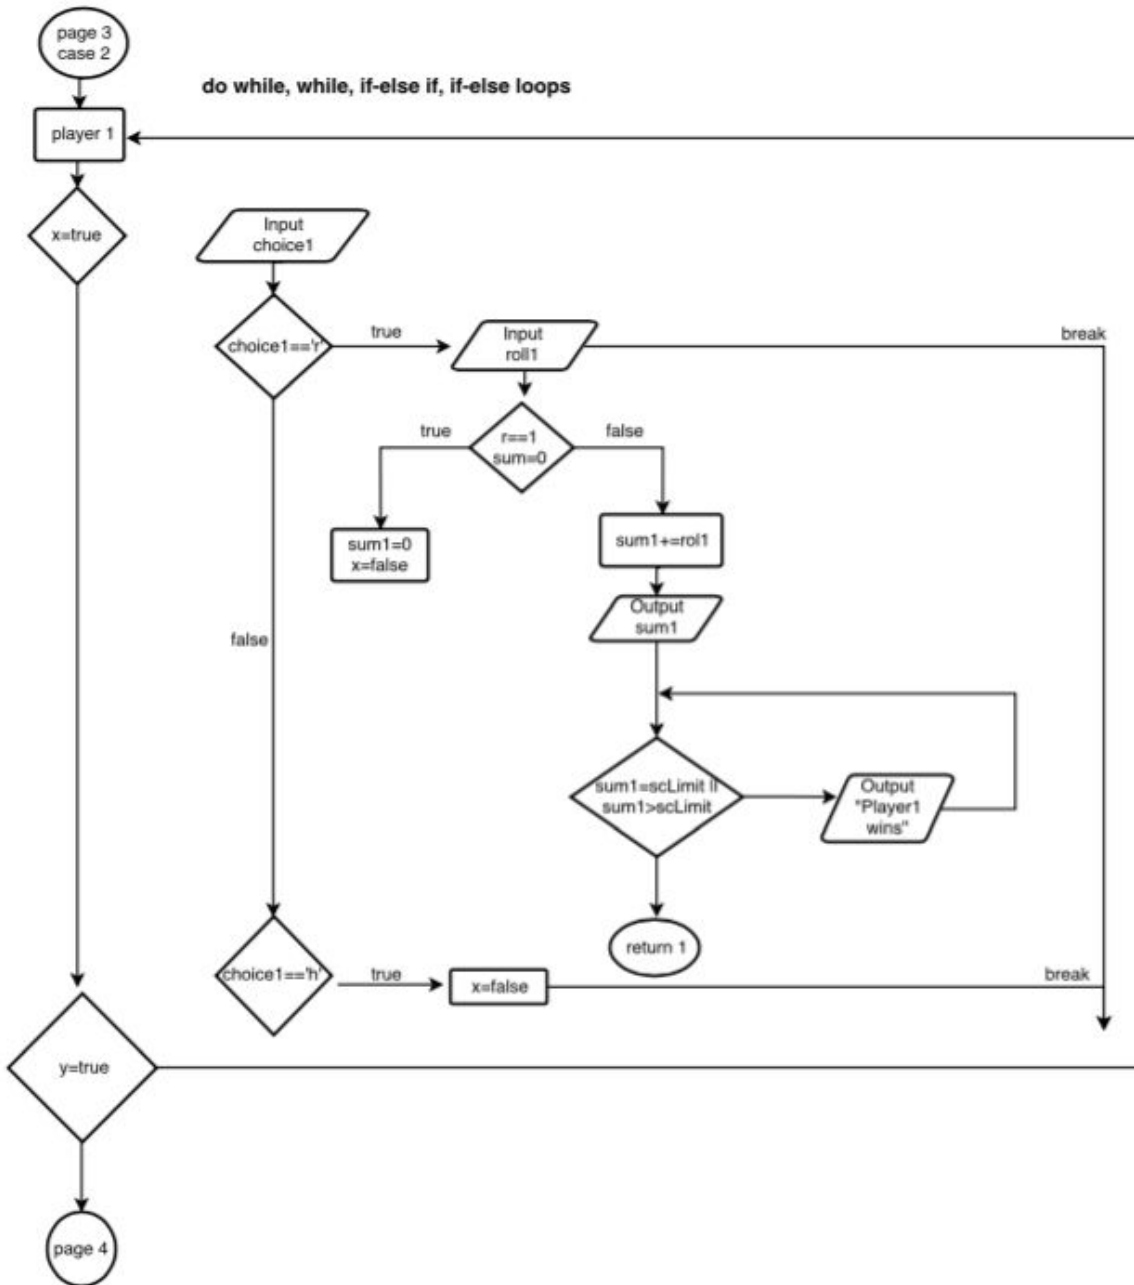 page 3
case 2
do while, while, if-else if, if-else loops
player 1
x=true
Input
choice1
choice1=='r'
true
Input
roll1
break
true
r==1
sum=0
false
sum1=0
x=false
sum1+=rol1
Output
sum1
false
sum1=scLimit ||
sum1>scLimit
Output
"Player1
wins"
return 1
choice1=='h'
true
x=false
break
y=true
page 4